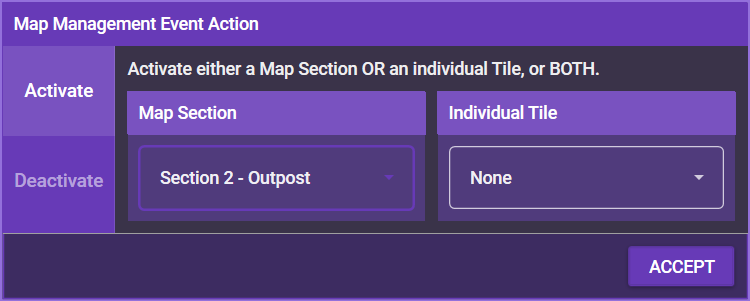 Map Management Event Action
Activate
Deactivate
Activate either a Map Section OR an individual Tile, or BOTH.
Map Section
Section 2 - Outpost
Individual Tile
None
ACCEPT